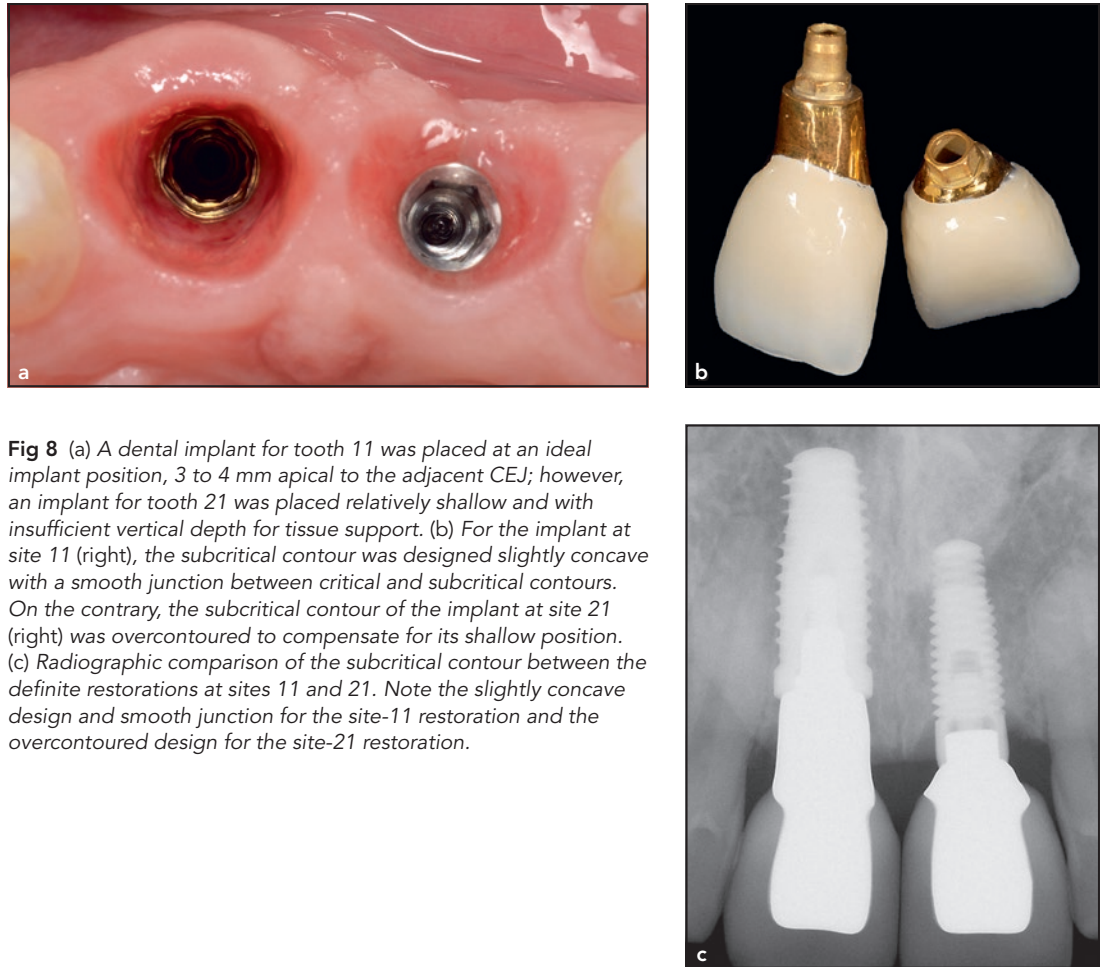 a
b
Fig 8 (a) A dental implant for tooth 11 was placed at an ideal
implant position, 3 to 4 mm apical to the adjacent CEJ; however,
an implant for tooth 21 was placed relatively shallow and with
insufficient vertical depth for tissue support. (b) For the implant at
site 11 (right), the subcritical contour was designed slightly concave
with a smooth junction between critical and subcritical contours.
On the contrary, the subcritical contour of the implant at site 21
(right) was overcontoured to compensate for its shallow position.
(c) Radiographic comparison of the subcritical contour between the
definite restorations at sites 11 and 21. Note the slightly concave
design and smooth junction for the site-11 restoration and the
overcontoured design for the site-21 restoration.
c